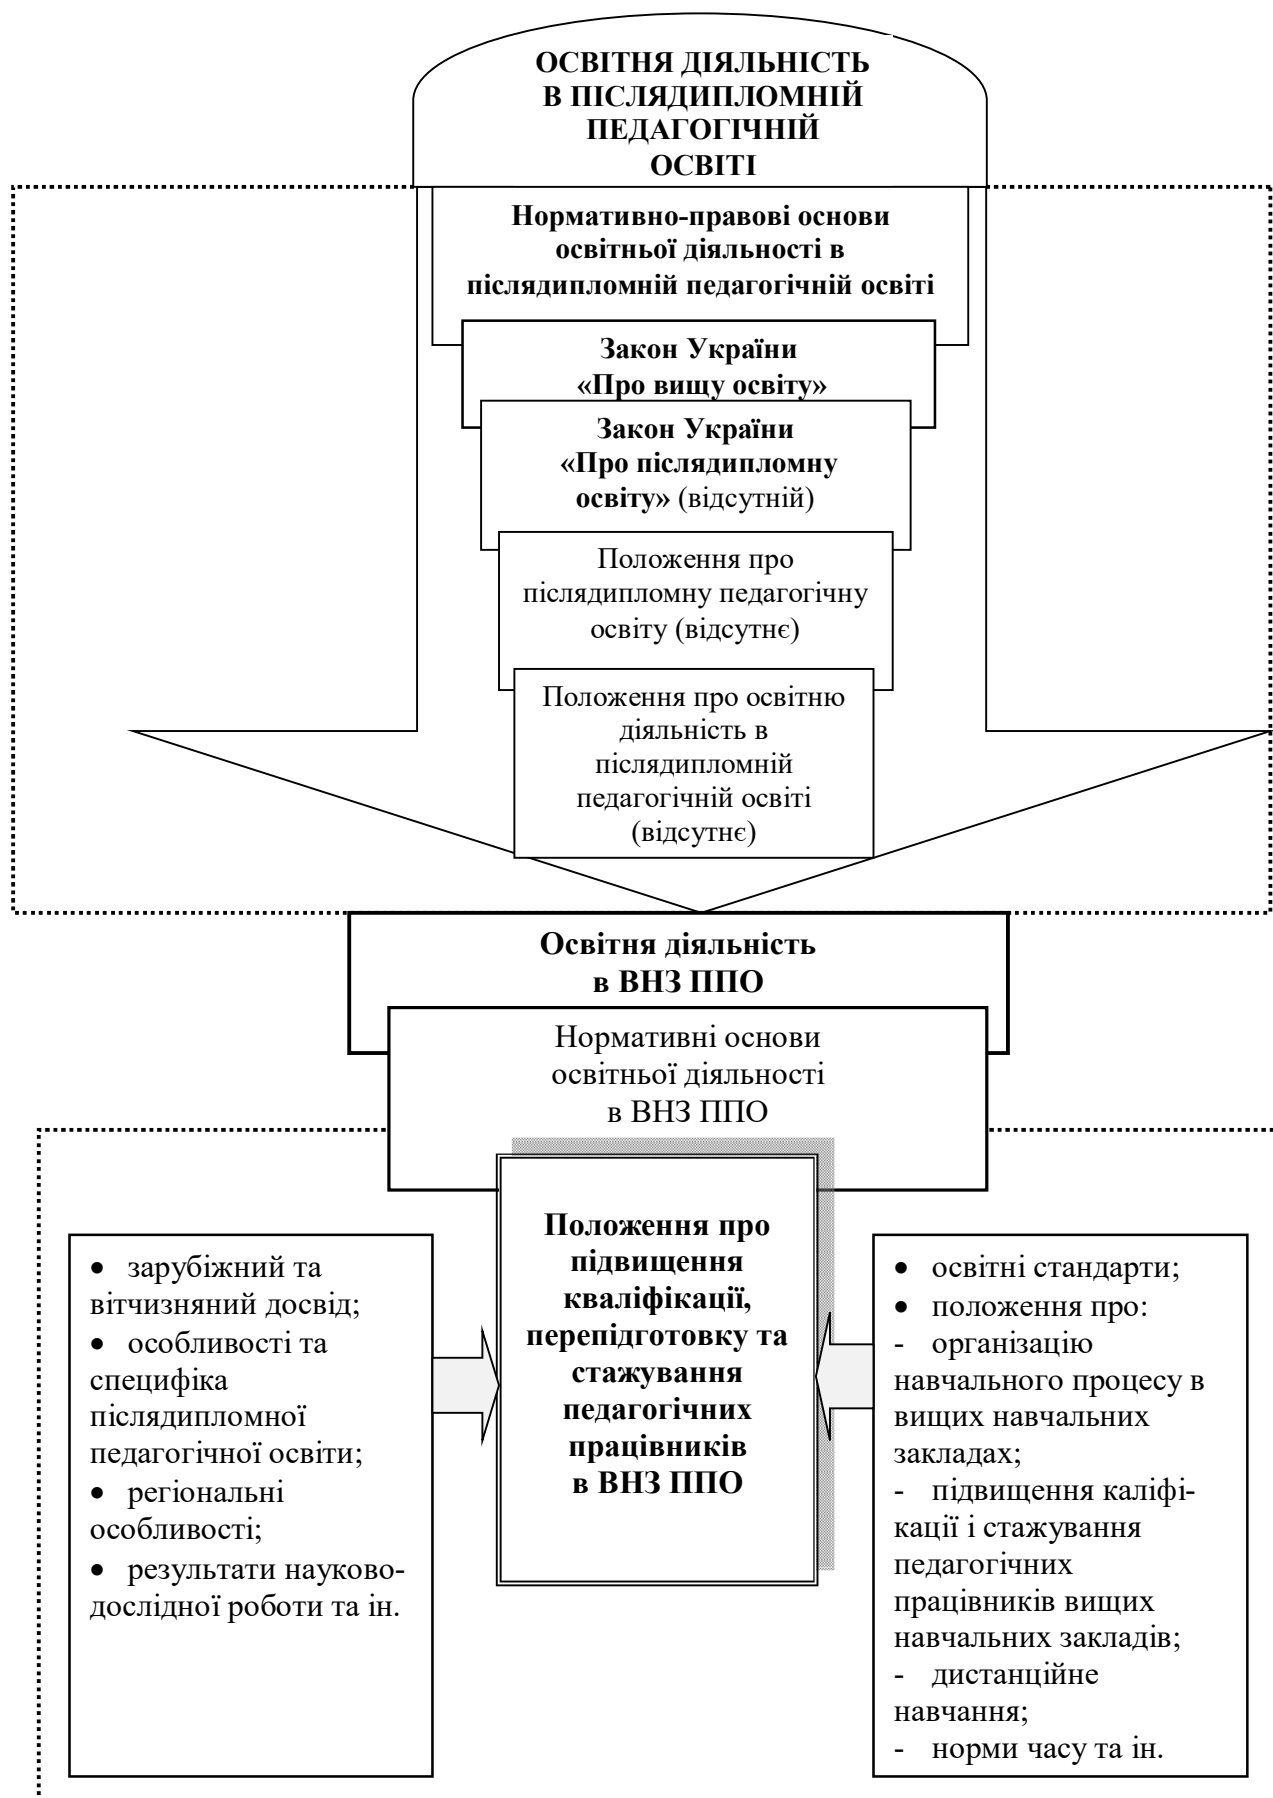 ОСВІТНЯ ДІЯЛЬНІСТЬ
В ПІСЛЯДИПЛОМНІЙ
ПЕДАГОГІЧНІЙ
ОСВІТІ
Нормативно-правові основи
освітньої діяльності в
післядипломній педагогічній освіті
Закон України
«Про вищу освіту»
Закон України
«Про післядипломну
освіту» (відсутній)
Положення про
післядипломну педагогічну
освіту (відсутнє)
Положення про освітню
діяльність в
післядипломній
педагогічній освіті
(відсутнє)
Освітня діяльність
в ВНЗ ППО
Нормативні основи
освітньої діяльності
в ВНЗ ППО
• зарубіжний та
вітчизняний досвід;
• особливості та
специфіка
післядипломної
педагогічної освіти;
• регіональні
особливості;
• результати науково-
дослідної роботи та ін.
Положення про
підвищення
кваліфікації,
перепідготовку та
стажування
педагогічних
працівників
в ВНЗ ППО
• освітні стандарти;
• положення про:
- організацію
навчального процесу в
вищих навчальних
закладах;
- підвищення каліфі-
кації і стажування
педагогічних
працівників вищих
навчальних закладів;
- дистанційне
навчання;
- норми часу та ін.